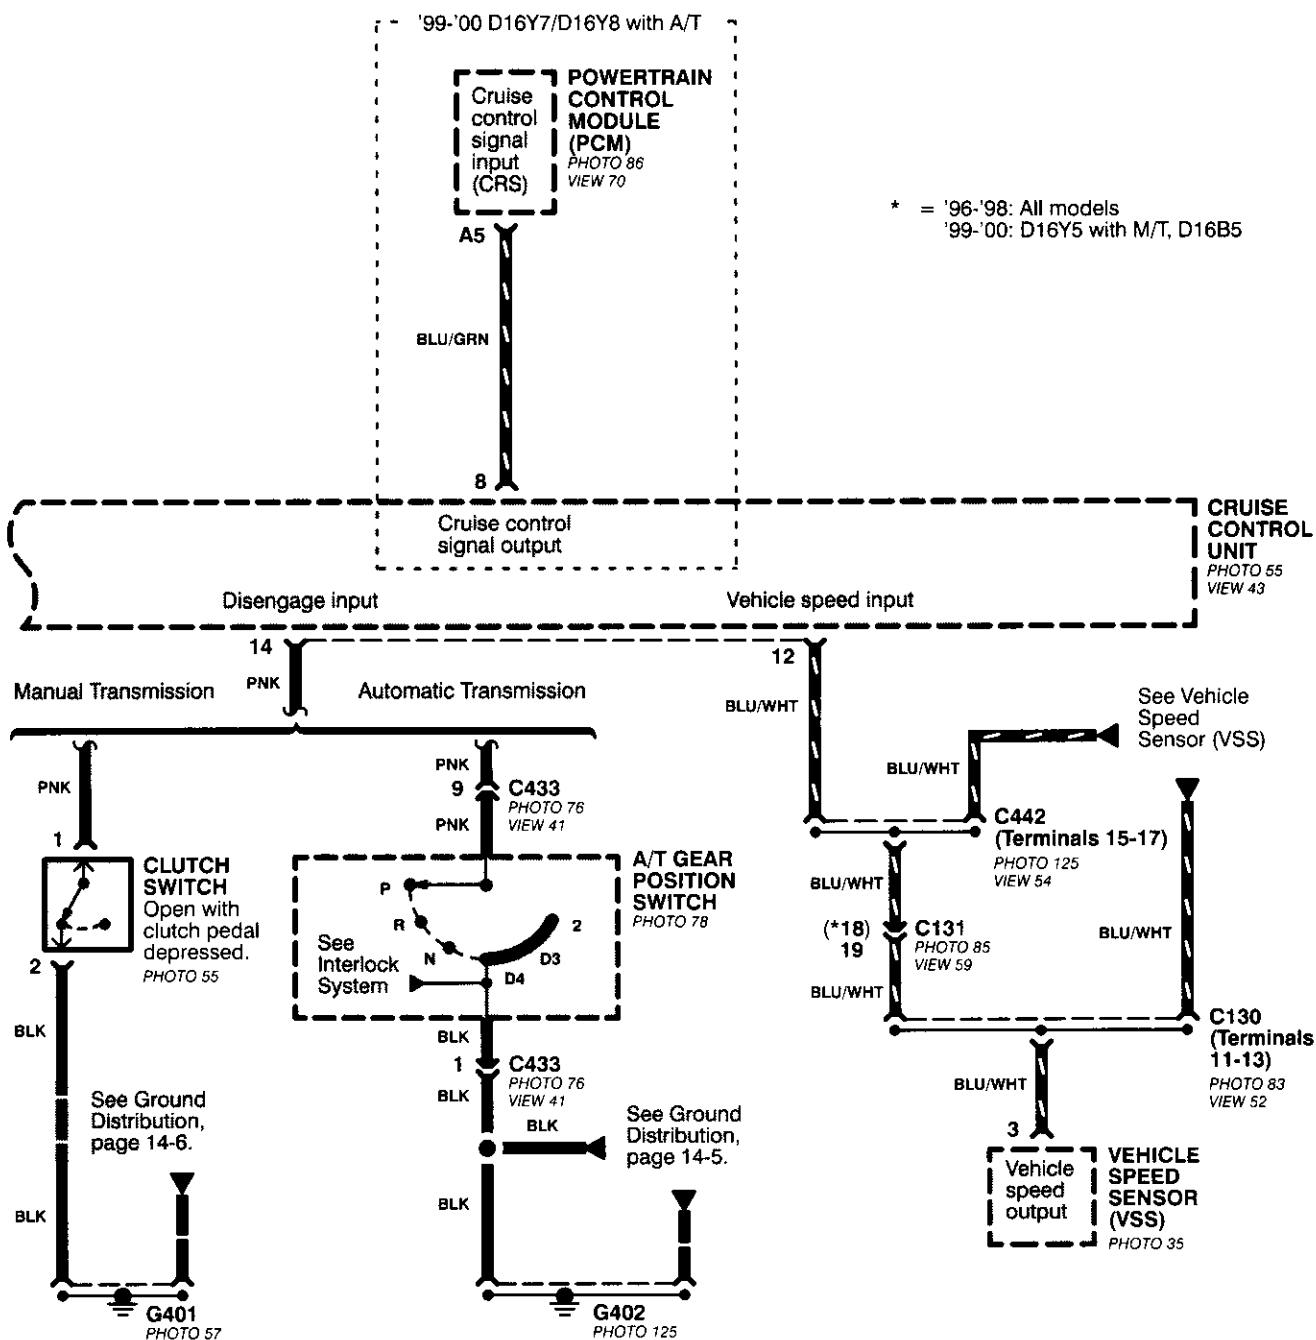 '99-'00 D16Y7/D16Y8 with A/T
Cruise
control
signal
input
(CRS)
POWERTRAIN
CONTROL
MODULE
(PCM)
PHOTO 86
VIEW 70
* = '96-'98: All models
'99-'00: D16Y5 with M/T, D16B5
A5
BLU/GRN
8
Cruise control
signal output
CRUISE
CONTROL
UNIT
PHOTO 55
VIEW 43
Disengage input
Vehicle speed input
14
12
PNK
Manual Transmission
Automatic Transmission
BLU/WHT
See Vehicle
Speed
Sensor (VSS)
PNK
PNK
9
C433
PHOTO 76
VIEW 41
PNK
BLU/WHT
C442
(Terminals 15-17)
PHOTO 125
VIEW 54
1
CLUTCH
SWITCH
Open with
clutch pedal
depressed.
PHOTO 55
2
A/T GEAR
POSITION
SWITCH
PHOTO 78
P
R
N
D4
D3
2
See
Interlock
System
BLU/WHT
(*18)
19
C131
PHOTO 85
VIEW 59
BLU/WHT
BLU/WHT
C130
(Terminals
11-13)
PHOTO 83
VIEW 52
BLK
BLK
1
C433
PHOTO 76
VIEW 41
BLK
BLK
See Ground
Distribution,
page 14-6.
See Ground
Distribution,
page 14-5.
BLU/WHT
3
Vehicle
speed
output
VEHICLE
SPEED
SENSOR
(VSS)
PHOTO 35
BLK
BLK
G401
PHOTO 57
G402
PHOTO 125